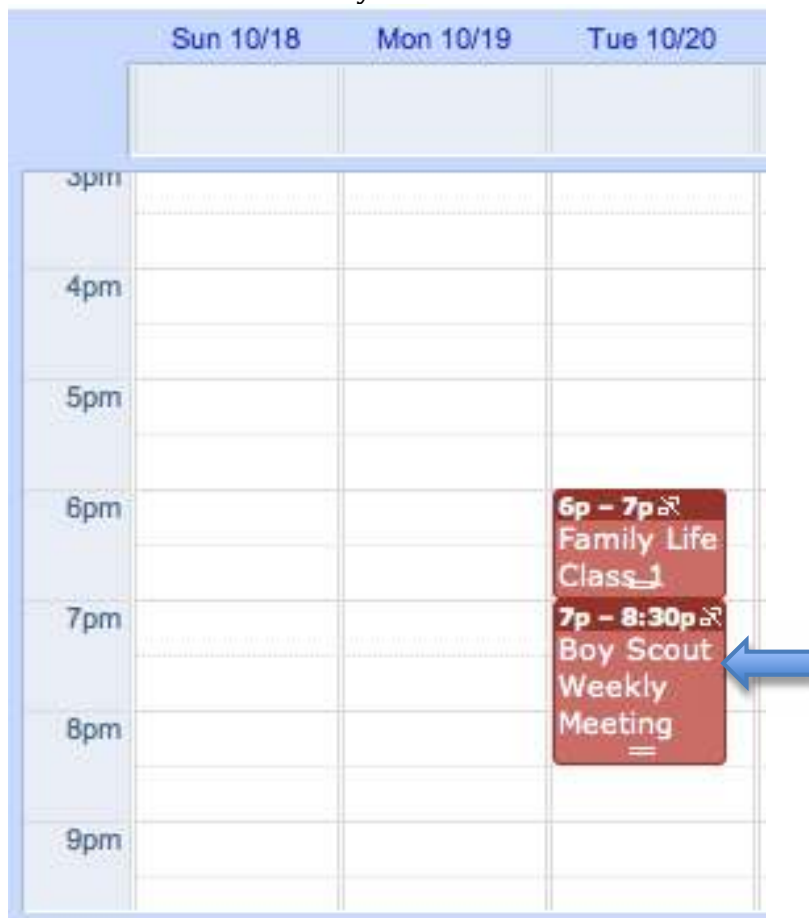 Sun 10/18 Mon 10/19 Tue 10/20
3pm
4pm
5pm
6pm
6p – 7p
Family Life
Class 1
7pm
7p – 8:30p
Boy Scout
Weekly
Meeting
8pm
9pm